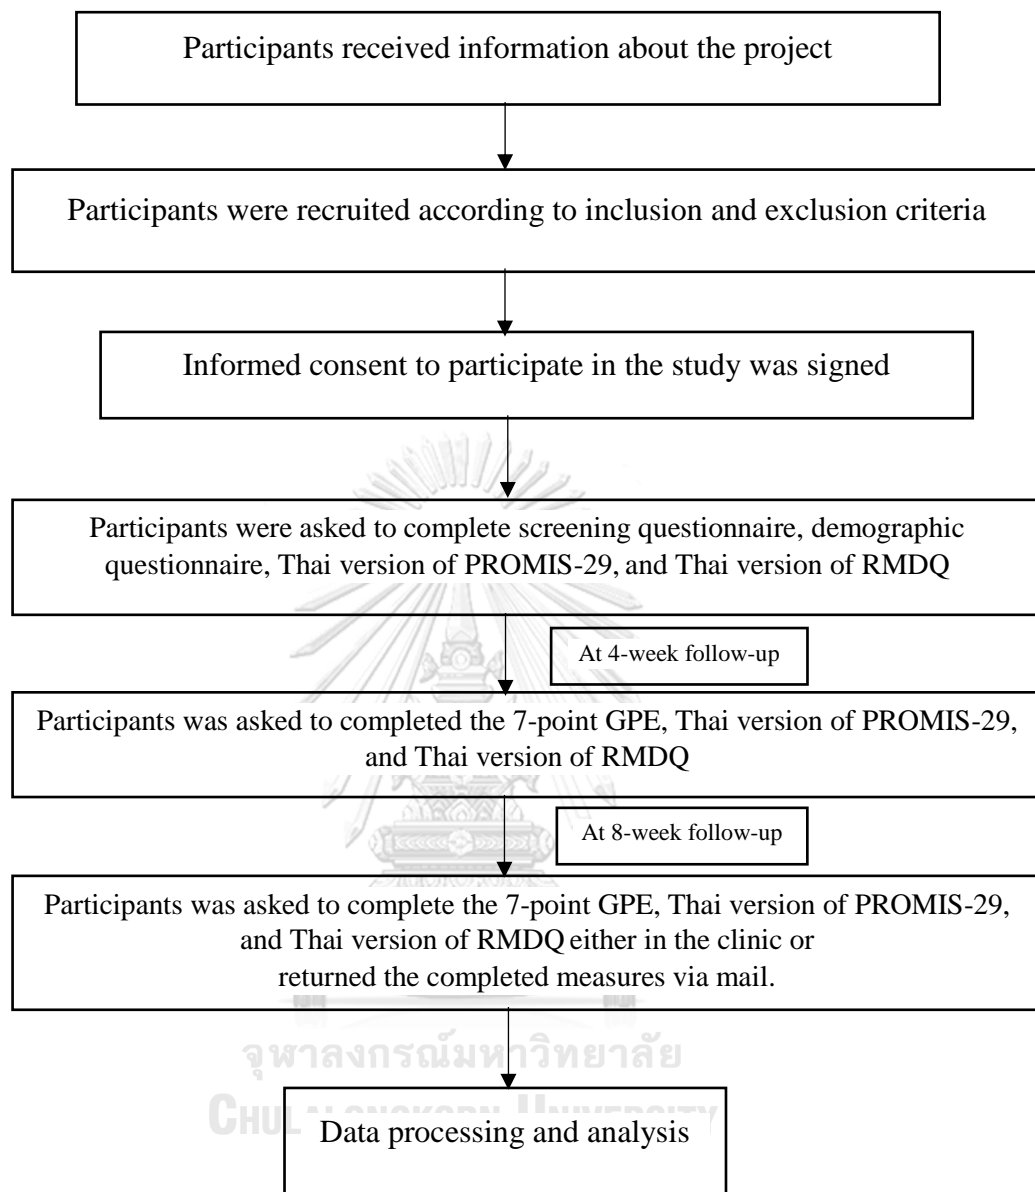 Participants received information about the project
Participants were recruited according to inclusion and exclusion criteria
Informed consent to participate in the study was signed
Participants were asked to complete screening questionnaire, demographic
questionnaire, Thai version of PROMIS-29, and Thai version of RMDQ
At 4-week follow-up
Participants was asked to completed the 7-point GPE, Thai version of PROMIS-29,
and Thai version of RMDQ
At 8-week follow-up
Participants was asked to complete the 7-point GPE, Thai version of PROMIS-29,
and Thai version of RMDQ either in the clinic or
returned the completed measures via mail.
จุฬาลงกรณ์มหาวิทยาลัย
CHULALONGKORN UNIVERSITY
Data processing and analysis